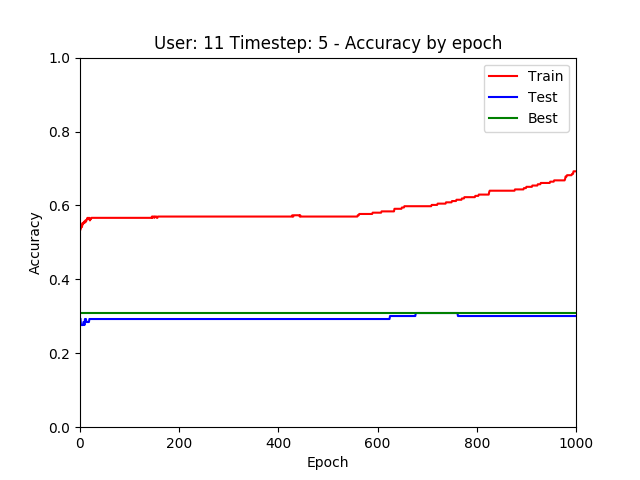 User: 11 Timestep: 5 - Accuracy by epoch
1.0
0.8
0.6
0.4
0.2
0.0
Accuracy
Train
Test
Best
0 200 400 600 800 1000
Epoch